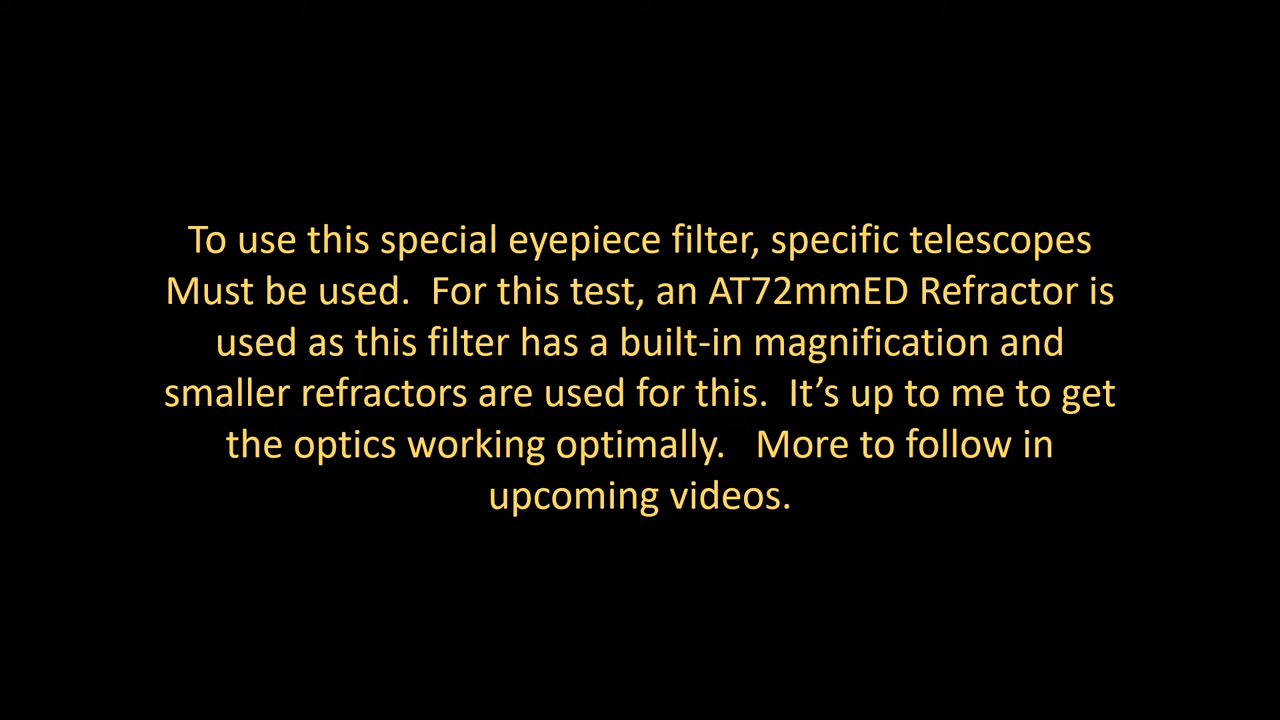 To use this special eyepiece filter, specific telescopes
Must be used.  For this test, an AT72mmED Refractor is
used as this filter has a built-in magnification and
smaller refractors are used for this.  It’s up to me to get
the optics working optimally.   More to follow in
upcoming videos.